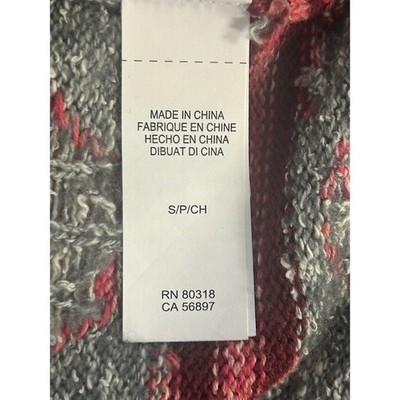 MADE IN CHINA
FABRIQUE EN CHINE
HECHO EN CHINA
DIBUAT DI CINA
S/P/CH
RN 80318
CA 56897